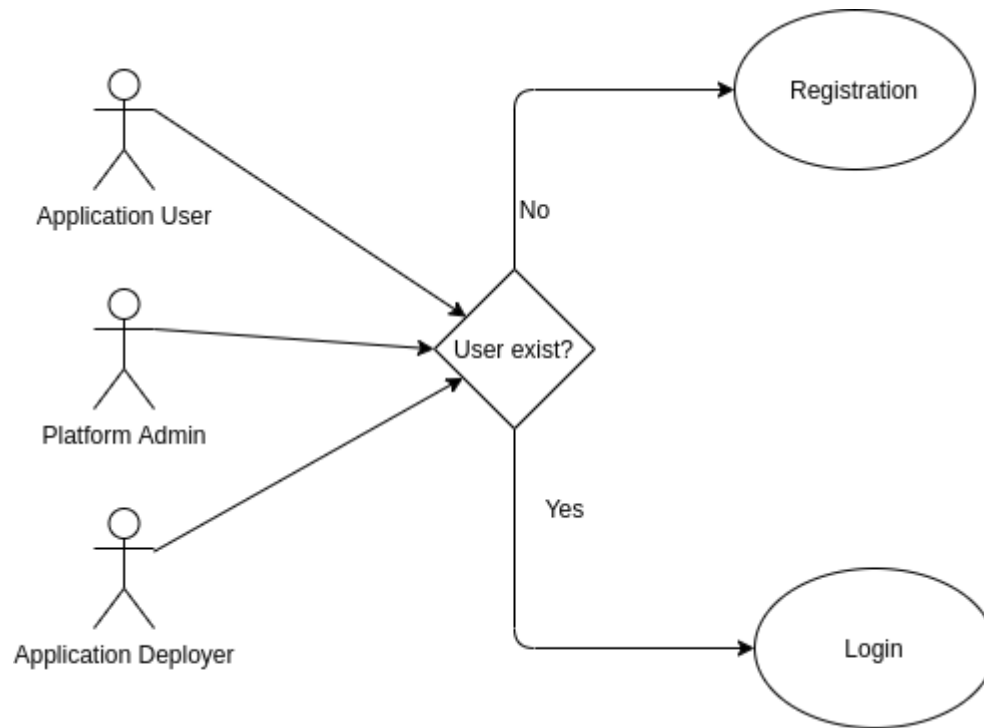 Registration
Application User
No
User exist?
Platform Admin
Yes
Login
Application Deployer